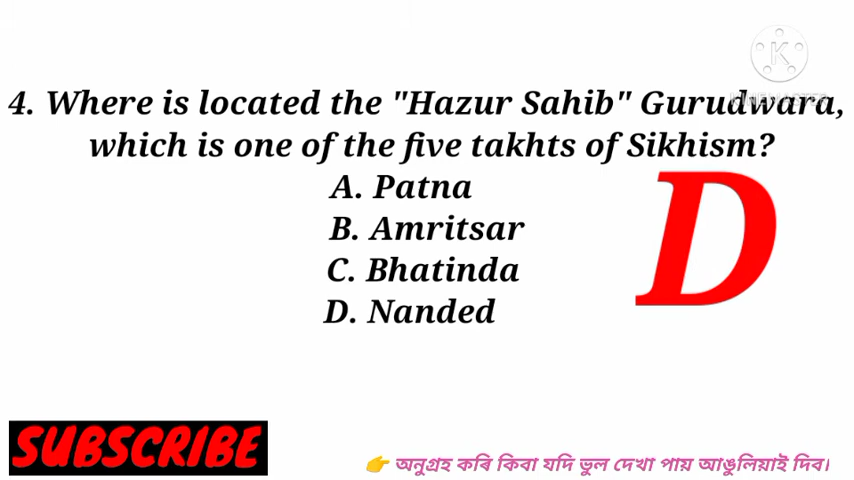 4. Where is located the "Hazur Sahib" Gurudwara,
which is one of the five takhts of Sikhism?
A. Patna
B. Amritsar
C. Bhatinda
D. Nanded
D
K
KINEMASTER
SUBSCRIBE
👉 অনুগ্ৰহ কৰি কিবা যদি ভুল দেখা পায় আঙুলিয়াই দিব।